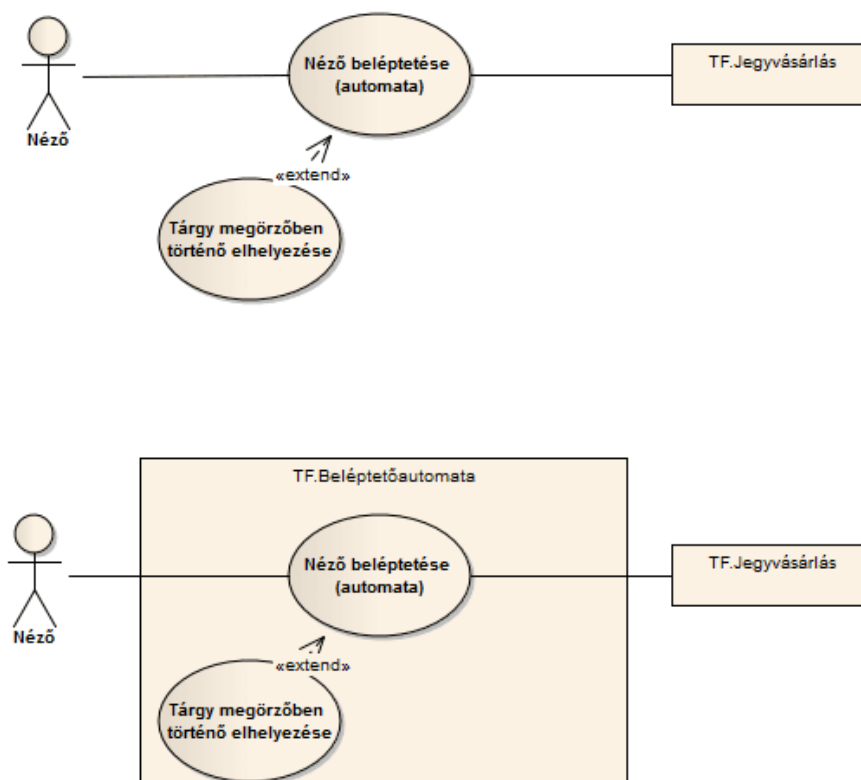 Néző beléptetése
(automata)
TF.Jegyvásárlás
Néző
«extend»
Tárgy megörzőben
történő elhelyezése
TF.Beléptetőautomata
Néző beléptetése
(automata)
TF.Jegyvásárlás
Néző
«extend»
Tárgy megörzőben
történő elhelyezése